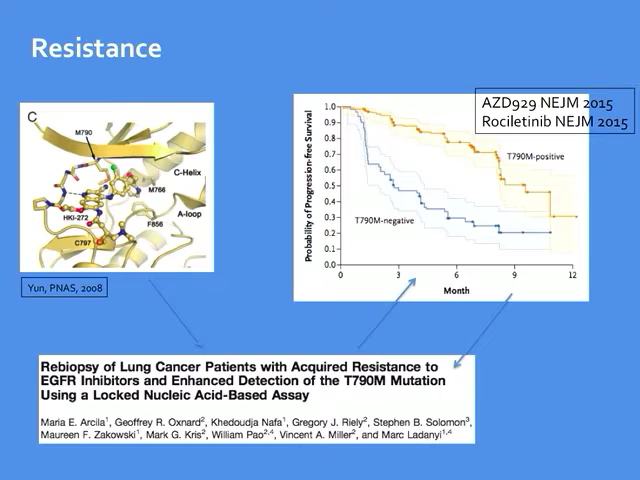 Resistance
C
M790
C-Helix
M766
A-loop
HKI-272
F856
C797
Yun, PNAS, 2008
AZD929 NEJM 2015
Rociletinib NEJM 2015
Probability of Progression-free Survival
1.0
0.9
0.8
0.7
0.6
0.5
0.4
0.3
0.2
0.1
0.0
T790M-positive
T790M-negative
0 3 6 9 12
Month
Rebiopsy of Lung Cancer Patients with Acquired Resistance to
EGFR Inhibitors and Enhanced Detection of the T790M Mutation
Using a Locked Nucleic Acid-Based Assay
Maria E. Arcila1, Geoffrey R. Oxnard2, Khedoudja Nafa1, Gregory J. Riely2, Stephen B. Solomon3,
Maureen F. Zakowski1, Mark G. Kris2, William Pao2,4, Vincent A. Miller2, and Marc Ladanyi1,4